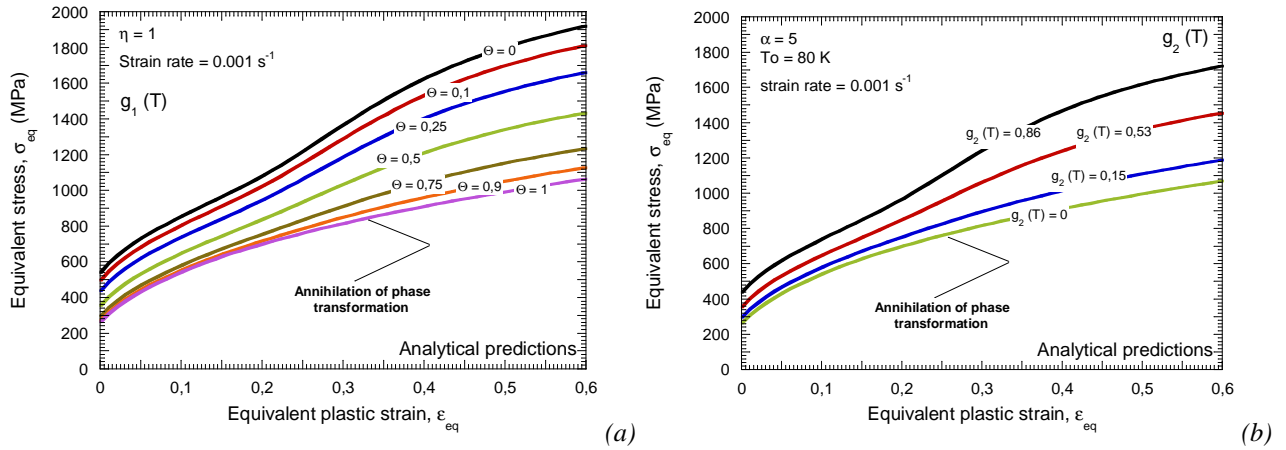 2000
1800
1600
1400
1200
1000
800
600
400
200
0
Equivalent stress, σeq (MPa)
η = 1
Strain rate = 0.001 s-1
g1 (T)
Θ = 0
Θ = 0,1
Θ = 0,25
Θ = 0,5
Θ = 0,75
Θ = 0,9
Θ = 1
Annihilation of phase
transformation
Analytical predictions
0 0,1 0,2 0,3 0,4 0,5 0,6
Equivalent plastic strain, εeq
(a)
2000
1800
1600
1400
1200
1000
800
600
400
200
0
Equivalent stress, σeq (MPa)
α = 5
To = 80 K
strain rate = 0.001 s-1
g2 (T)
g2 (T) = 0,86
g2 (T) = 0,53
g2 (T) = 0,15
g2 (T) = 0
Annihilation of phase
transformation
Analytical predictions
0 0,1 0,2 0,3 0,4 0,5 0,6
Equivalent plastic strain, εeq
(b)